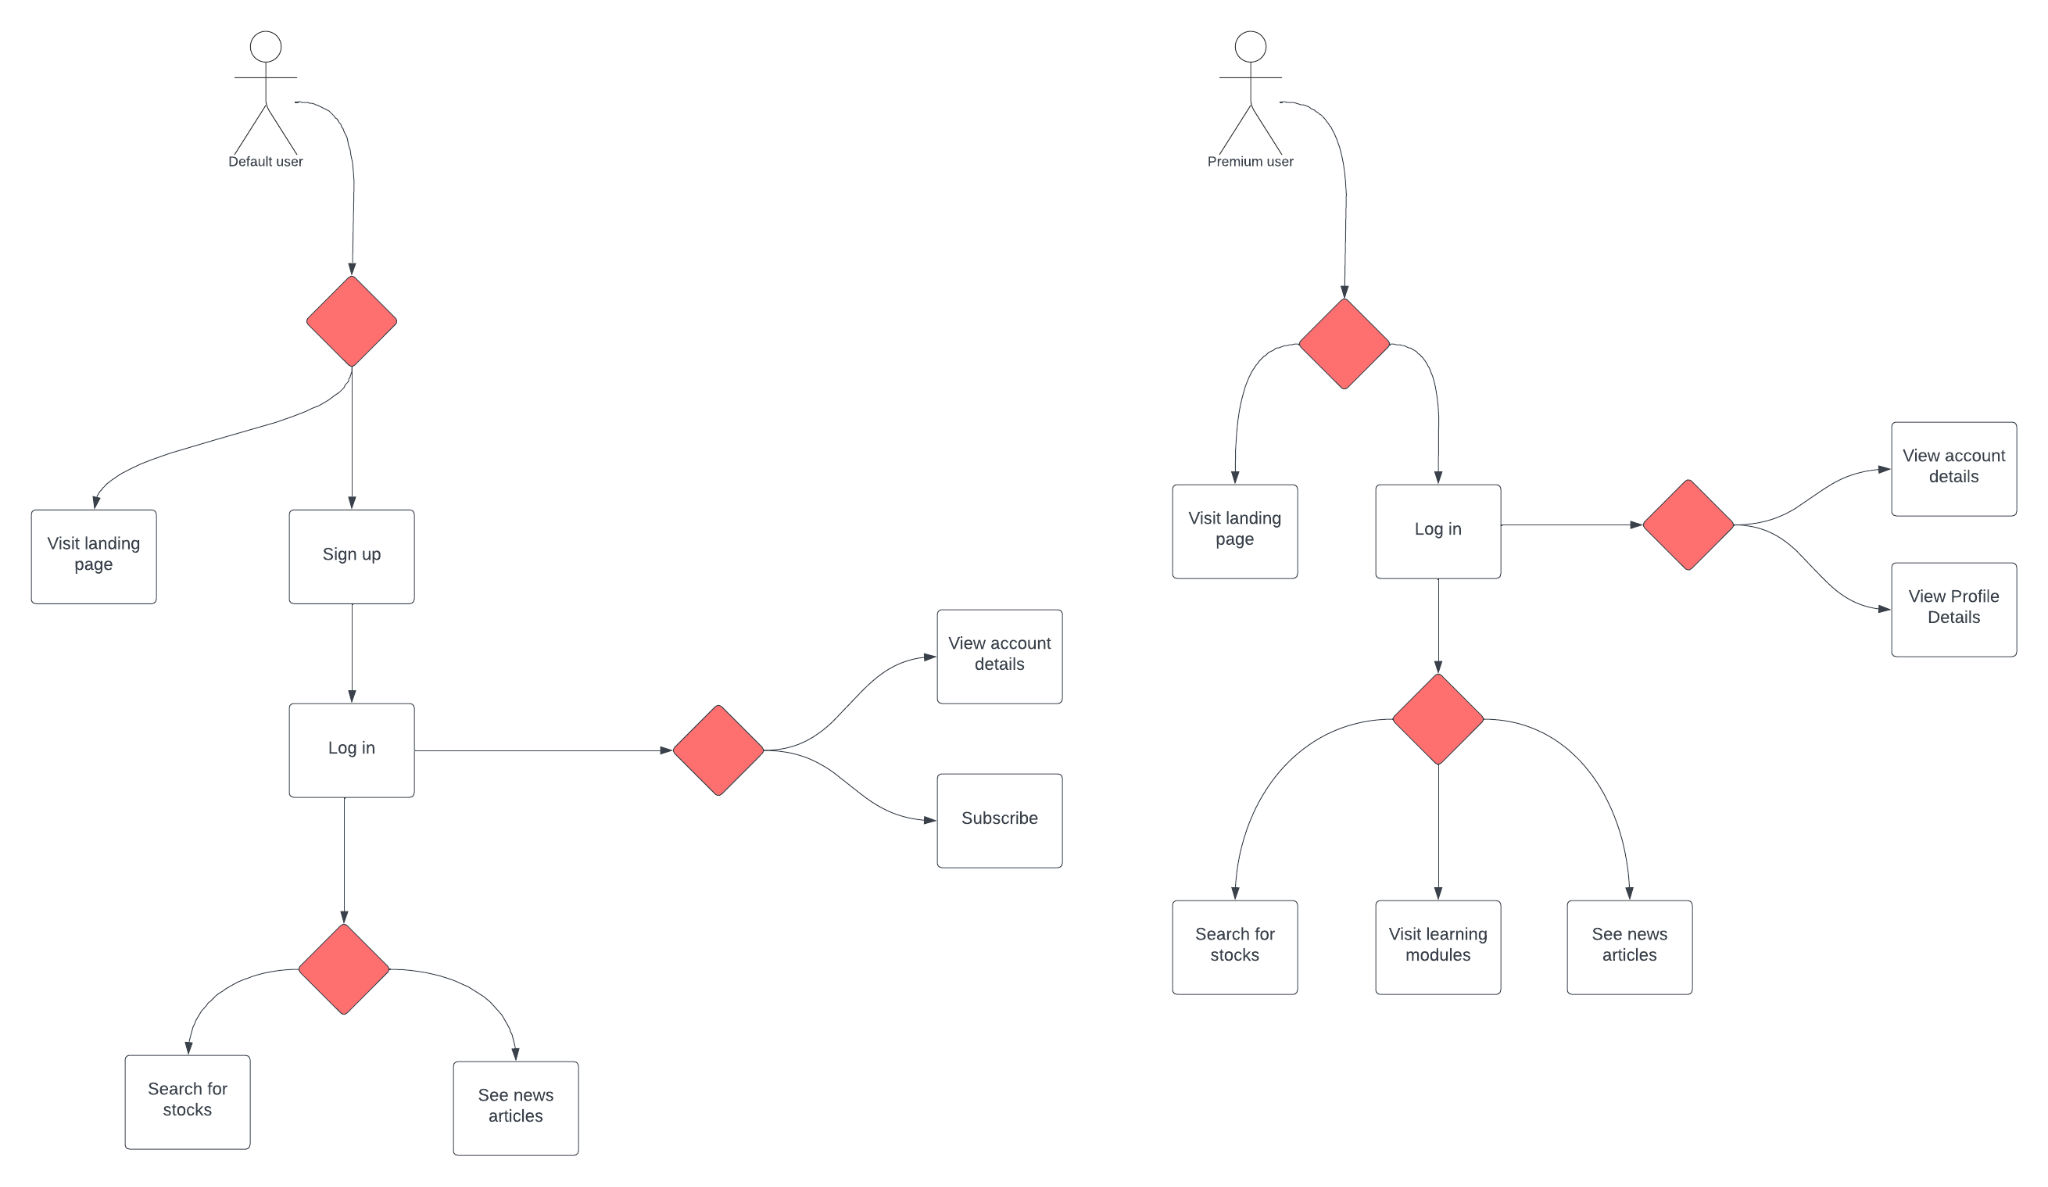 Default user
Visit landing
page
Sign up
Log in
View account
details
Subscribe
Search for
stocks
See news
articles
Premium user
Visit landing
page
Log in
View account
details
View Profile
Details
Search for
stocks
Visit learning
modules
See news
articles